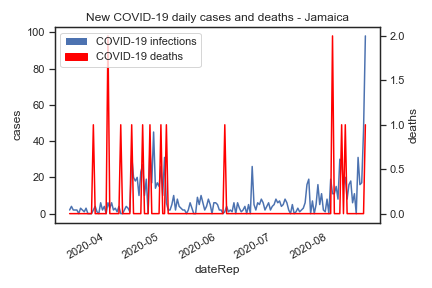 New COVID-19 daily cases and deaths - Jamaica
COVID-19 infections
COVID-19 deaths
100
80
60
40
20
0
cases
2.0
1.5
1.0
0.5
0.0
deaths
2020-04
2020-05
2020-06
2020-07
2020-08
dateRep